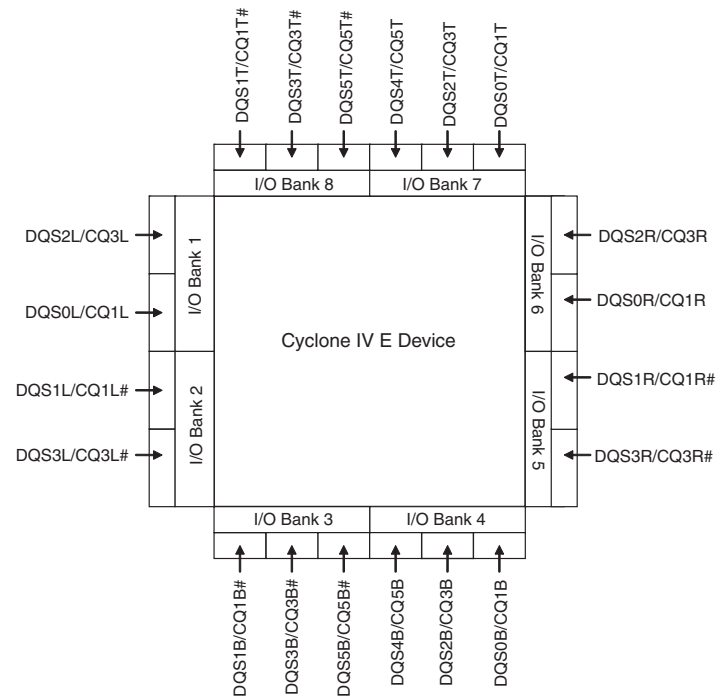 DQS1T/CQ1T#
DQS3T/CQ3T#
DQS5T/CQ5T#
DQS4T/CQ5T
DQS2T/CQ3T
DQS0T/CQ1T
I/O Bank 8
I/O Bank 7
DQS2L/CQ3L
DQS0L/CQ1L
I/O Bank 1
DQS1L/CQ1L#
DQS3L/CQ3L#
I/O Bank 2
Cyclone IV E Device
I/O Bank 6
DQS2R/CQ3R
DQS0R/CQ1R
I/O Bank 5
DQS1R/CQ1R#
DQS3R/CQ3R#
I/O Bank 3
I/O Bank 4
DQS1B/CQ1B#
DQS3B/CQ3B#
DQS5B/CQ5B#
DQS4B/CQ5B
DQS2B/CQ3B
DQS0B/CQ1B